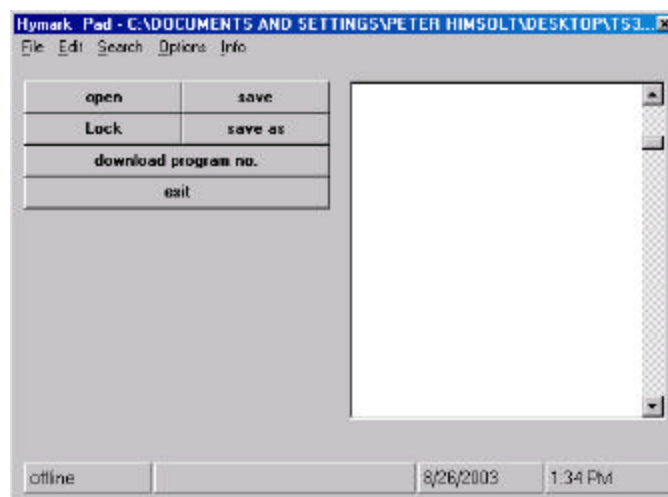 Hymark Pad - C:\DOCUMENTS AND SETTINGS\PETER HIMSOLT\DESKTOP\TS3...
File Edit Search Options Info
open save
Lock save as
download program no.
exit
offline 8/26/2003 1:34 PM